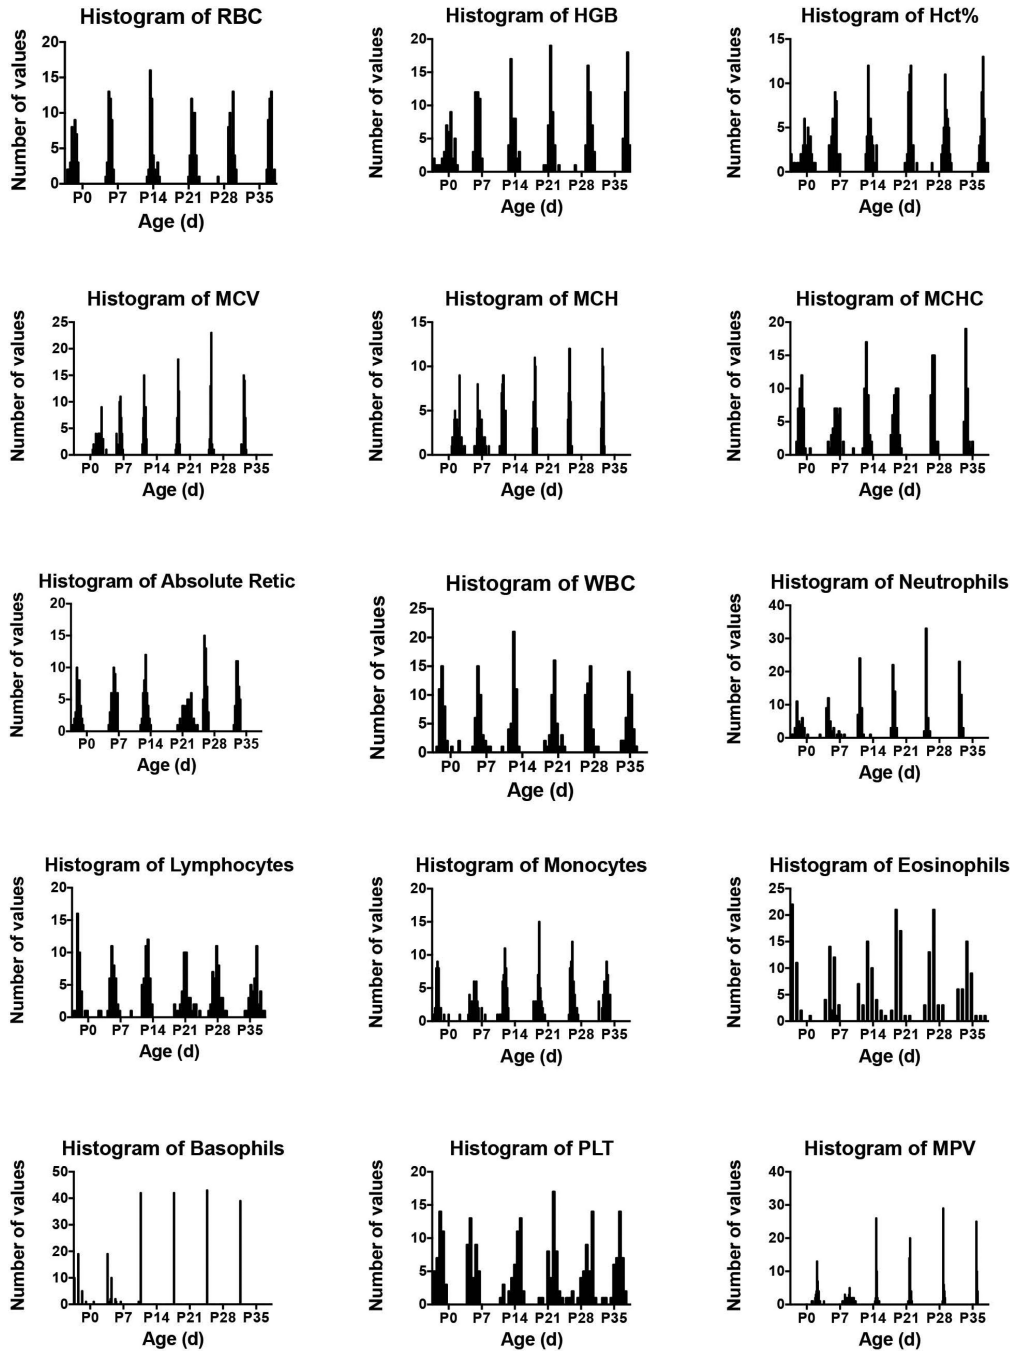 Histogram of RBC
Number of values
20
15
10
5
0
P0 P7 P14 P21 P28 P35
Age (d)
Histogram of HGB
Number of values
20
15
10
5
0
P0 P7 P14 P21 P28 P35
Age (d)
Histogram of Hct%
Number of values
15
10
5
0
P0 P7 P14 P21 P28 P35
Age (d)
Histogram of MCV
Number of values
25
20
15
10
5
0
P0 P7 P14 P21 P28 P35
Age (d)
Histogram of MCH
Number of values
15
10
5
0
P0 P7 P14 P21 P28 P35
Age (d)
Histogram of MCHC
Number of values
20
15
10
5
0
P0 P7 P14 P21 P28 P35
Age (d)
Histogram of Absolute Retic
Number of values
20
15
10
5
0
P0 P7 P14 P21 P28 P35
Age (d)
Histogram of WBC
Number of values
25
20
15
10
5
0
P0 P7 P14 P21 P28 P35
Age (d)
Histogram of Neutrophils
Number of values
40
30
20
10
0
P0 P7 P14 P21 P28 P35
Age (d)
Histogram of Lymphocytes
Number of values
20
15
10
5
0
P0 P7 P14 P21 P28 P35
Age (d)
Histogram of Monocytes
Number of values
20
15
10
5
0
P0 P7 P14 P21 P28 P35
Age (d)
Histogram of Eosinophils
Number of values
25
20
15
10
5
0
P0 P7 P14 P21 P28 P35
Age (d)
Histogram of Basophils
Number of values
50
40
30
20
10
0
P0 P7 P14 P21 P28 P35
Age (d)
Histogram of PLT
Number of values
20
15
10
5
0
P0 P7 P14 P21 P28 P35
Age (d)
Histogram of MPV
Number of values
40
30
20
10
0
P0 P7 P14 P21 P28 P35
Age (d)